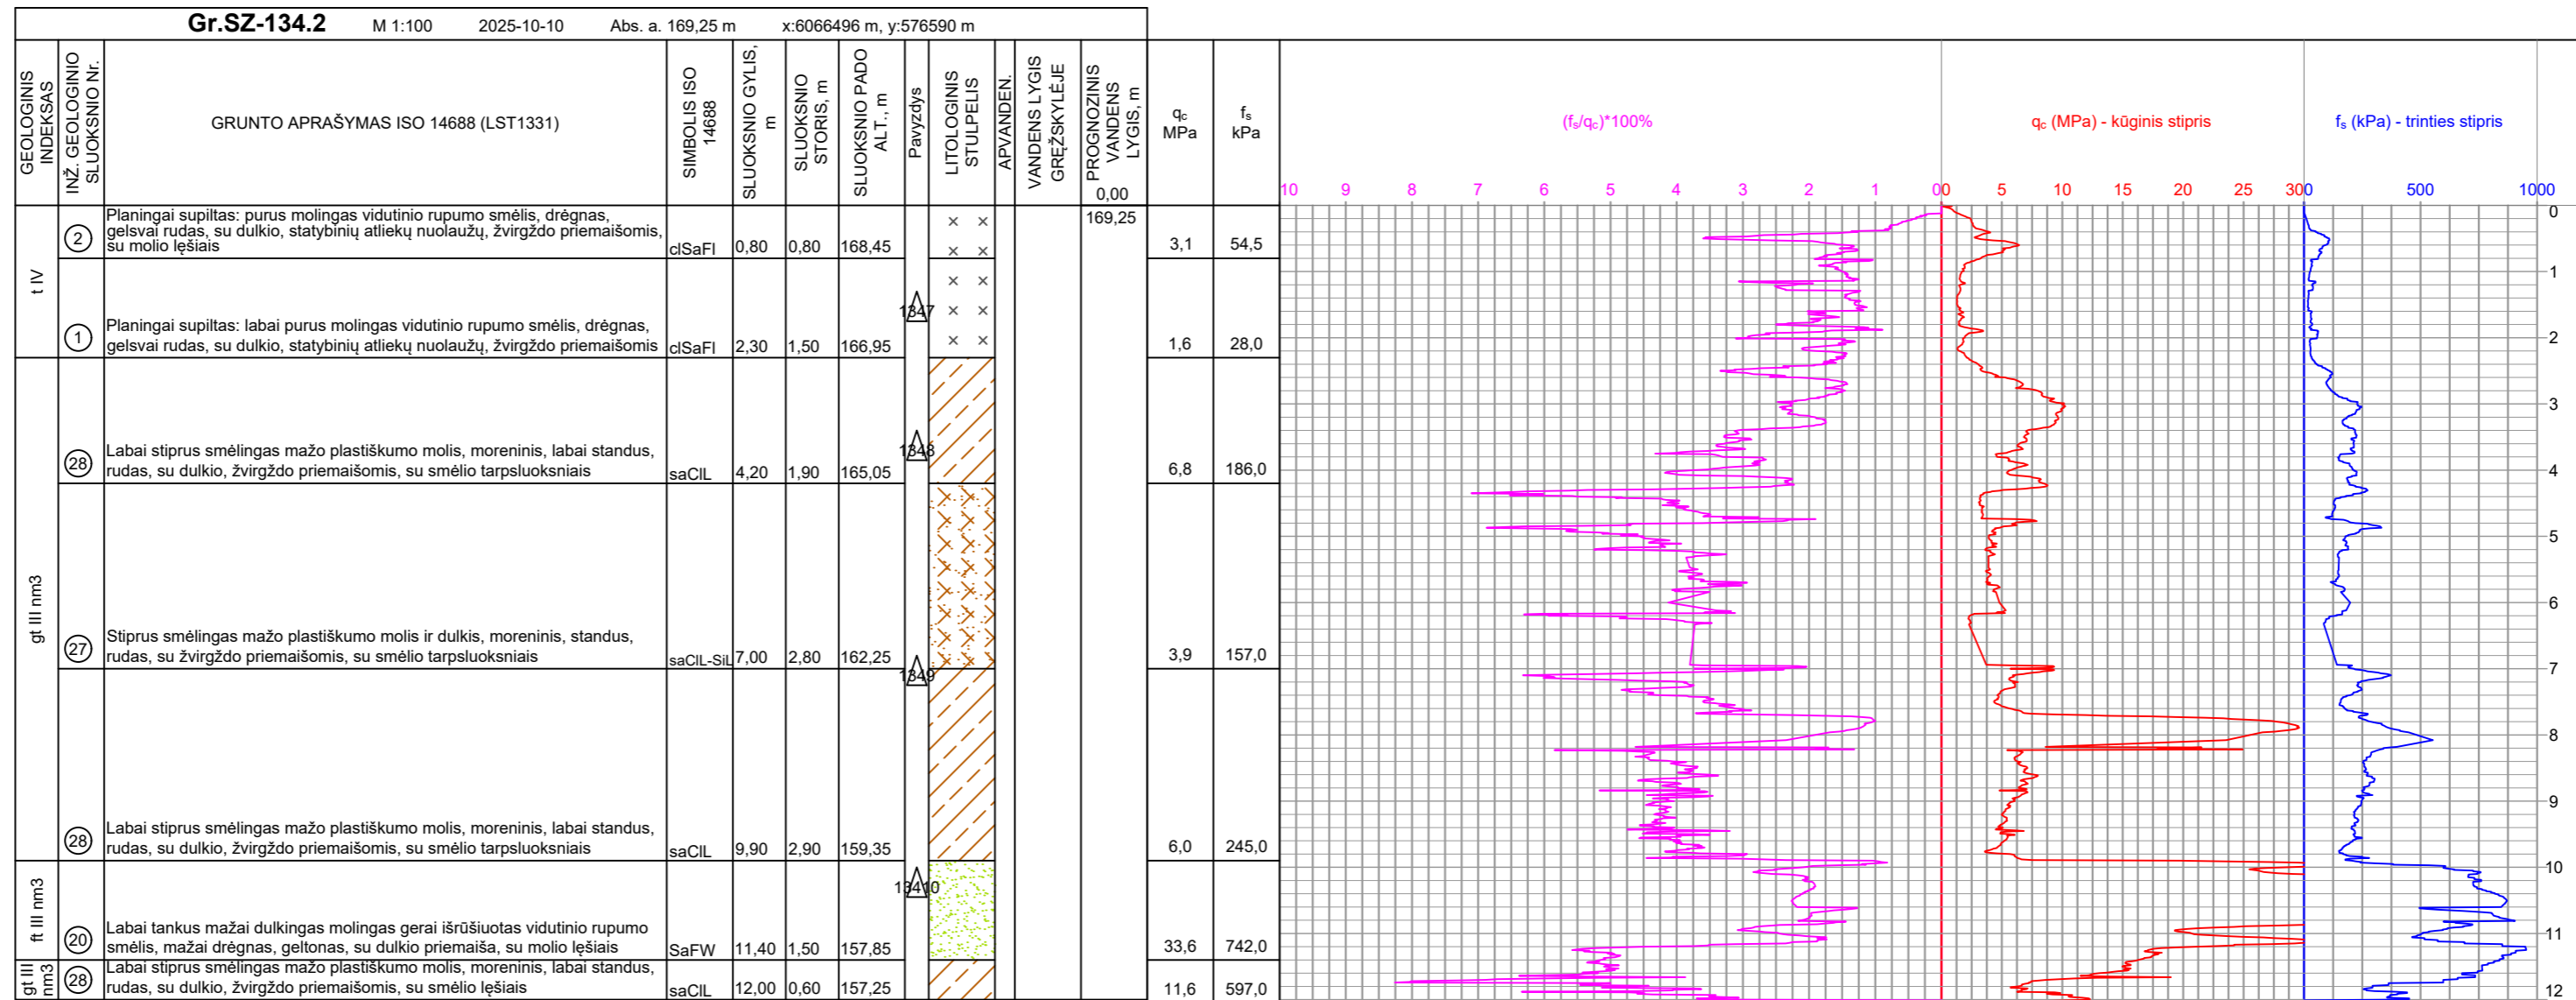 Gr.SZ-134.2 M 1:100 2025-10-10 Abs. a. 169,25 m x:6066496 m, y:576590 m
GEOLOGINIS
INDEKSAS
INŽ. GEOLOGINIO
SLUOKSNIO Nr.
GRUNTO APRAŠYMAS ISO 14688 (LST1331)
SIMBOLIS ISO
14688
SLUOKSNIO GYLIS,
m
SLUOKSNIO
STORIS, m
SLUOKSNIO PADO
ALT., m
Pavyzdys
LITOLOGINIS
STULPELIS
APVANDEN.
VANDENS LYGIS
GRĘŽSKYLĖJE
PROGNOZINIS
VANDENS
LYGIS, m
0,00
qc
MPa
fs
kPa
(fs/qc)*100%
qc (MPa) - kūginis stipris
fs (kPa) - trinties stipris
10 9 8 7 6 5 4 3 2 1 0
0 5 10 15 20 25 30
0 500 1000
t IV
2
Planingai supiltas: purus molingas vidutinio rupumo smėlis, drėgnas,
gelsvai rudas, su dulkio, statybinių atliekų nuolaužų, žvirgždo priemaišomis,
su molio lęšiais
clSaFI 0,80 0,80 168,45
169,25
3,1 54,5
1
Planingai supiltas: labai purus molingas vidutinio rupumo smėlis, drėgnas,
gelsvai rudas, su dulkio, statybinių atliekų nuolaužų, žvirgždo priemaišomis
clSaFI 2,30 1,50 166,95
1347
1,6 28,0
gt III nm3
28
Labai stiprus smėlingas mažo plastiškumo molis, moreninis, labai standus,
rudas, su dulkio, žvirgždo priemaišomis, su smėlio tarpsluoksniais
saClL 4,20 1,90 165,05
1348
6,8 186,0
27
Stiprus smėlingas mažo plastiškumo molis ir dulkis, moreninis, standus,
rudas, su žvirgždo priemaišomis, su smėlio tarpsluoksniais
saClL-SiL 7,00 2,80 162,25
3,9 157,0
1349
28
Labai stiprus smėlingas mažo plastiškumo molis, moreninis, labai standus,
rudas, su dulkio, žvirgždo priemaišomis, su smėlio tarpsluoksniais
saClL 9,90 2,90 159,35
6,0 245,0
ft III nm3
13410
20
Labai tankus mažai dulkingas molingas gerai išrūšiuotas vidutinio rupumo
smėlis, mažai drėgnas, geltonas, su dulkio priemaiša, su molio lęšiais
SaFW 11,40 1,50 157,85
33,6 742,0
gt III
nm3
28
Labai stiprus smėlingas mažo plastiškumo molis, moreninis, labai standus,
rudas, su dulkio, žvirgždo priemaišomis, su smėlio lęšiais
saClL 12,00 0,60 157,25
11,6 597,0
0
1
2
3
4
5
6
7
8
9
10
11
12